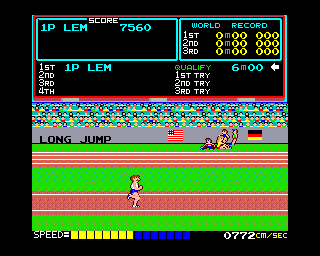 SCORE
1P LEM 7560
WORLD RECORD
1ST 0m00 000
2ND 0m00 000
3RD 0m00 000
1ST 1P LEM
2ND
3RD
4TH
QUALIFY 6m00
1ST TRY
2ND TRY
3RD TRY
LONG JUMP
SPEED= 0772CM/SEC